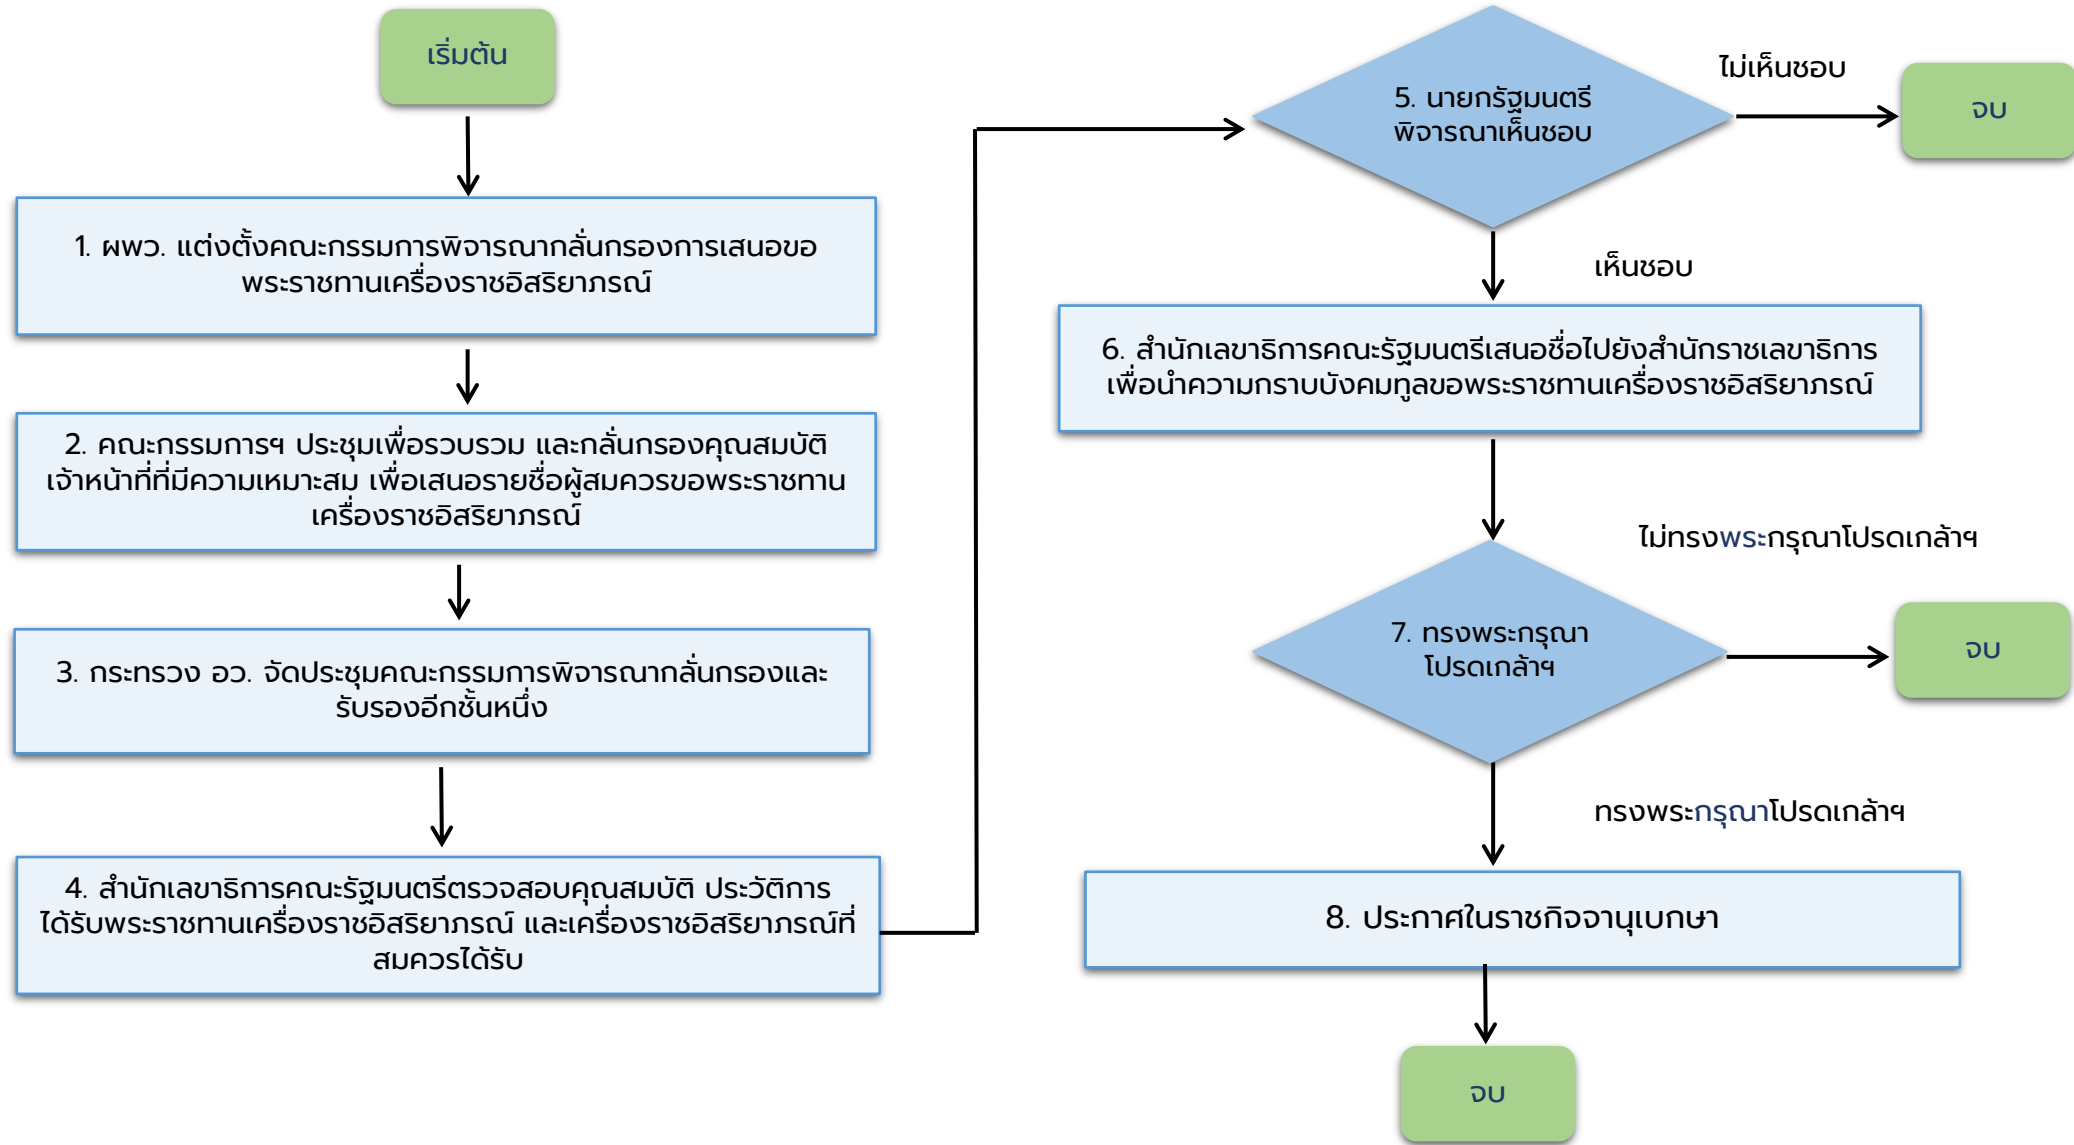 เริ่มต้น
1. ผพว. แต่งตั้งคณะกรรมการพิจารณากลั่นกรองการเสนอขอ
พระราชทานเครื่องราชอิสริยาภรณ์
2. คณะกรรมการฯ ประชุมเพื่อรวบรวม และกลั่นกรองคุณสมบัติ
เจ้าหน้าที่ที่มีความเหมาะสม เพื่อเสนอรายชื่อผู้สมควรขอพระราชทาน
เครื่องราชอิสริยาภรณ์
3. กระทรวง อว. จัดประชุมคณะกรรมการพิจารณากลั่นกรองและ
รับรองอีกชั้นหนึ่ง
4. สำนักเลขาธิการคณะรัฐมนตรีตรวจสอบคุณสมบัติ ประวัติการ
ได้รับพระราชทานเครื่องราชอิสริยาภรณ์ และเครื่องราชอิสริยาภรณ์ที่
สมควรได้รับ
5. นายกรัฐมนตรี
พิจารณาเห็นชอบ
ไม่เห็นชอบ
จบ
เห็นชอบ
6. สำนักเลขาธิการคณะรัฐมนตรีเสนอชื่อไปยังสำนักราชเลขาธิการ
เพื่อนำความกราบบังคมทูลขอพระราชทานเครื่องราชอิสริยาภรณ์
ไม่ทรงพระกรุณาโปรดเกล้าฯ
7. ทรงพระกรุณา
โปรดเกล้าฯ
จบ
ทรงพระกรุณาโปรดเกล้าฯ
8. ประกาศในราชกิจจานุเบกษา
จบ